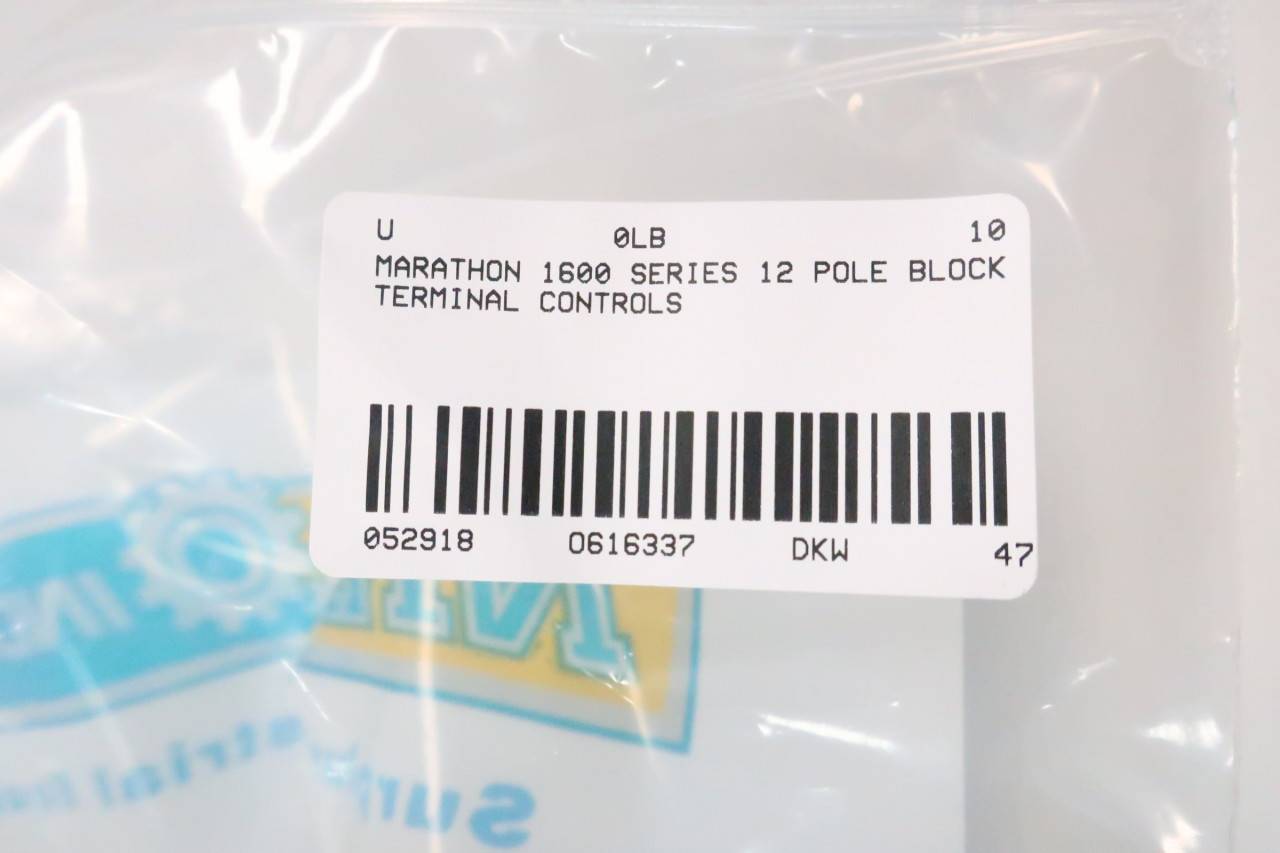 U 0LB 10
MARATHON 1600 SERIES 12 POLE BLOCK
TERMINAL CONTROLS
052918 0616337 DKW 47